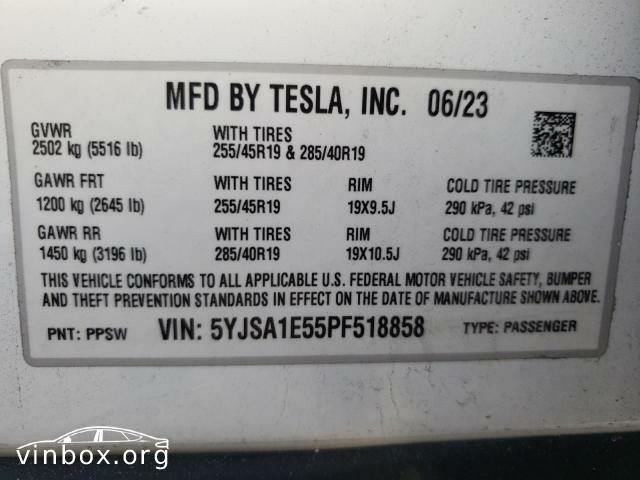 MFD BY TESLA, INC. 06/23
GVWR WITH TIRES
2502 kg (5516 lb) 255/45R19 & 285/40R19
GAWR FRT WITH TIRES RIM COLD TIRE PRESSURE
1200 kg (2645 lb) 255/45R19 19X9.5J 290 kPa, 42 psi
GAWR RR WITH TIRES RIM COLD TIRE PRESSURE
1450 kg (3196 lb) 285/40R19 19X10.5J 290 kPa, 42 psi
THIS VEHICLE CONFORMS TO ALL APPLICABLE U.S. FEDERAL MOTOR VEHICLE SAFETY, BUMPER
AND THEFT PREVENTION STANDARDS IN EFFECT ON THE DATE OF MANUFACTURE SHOWN ABOVE.
PNT: PPSW VIN: 5YJSA1E55PF518858 TYPE: PASSENGER
vinbox.org